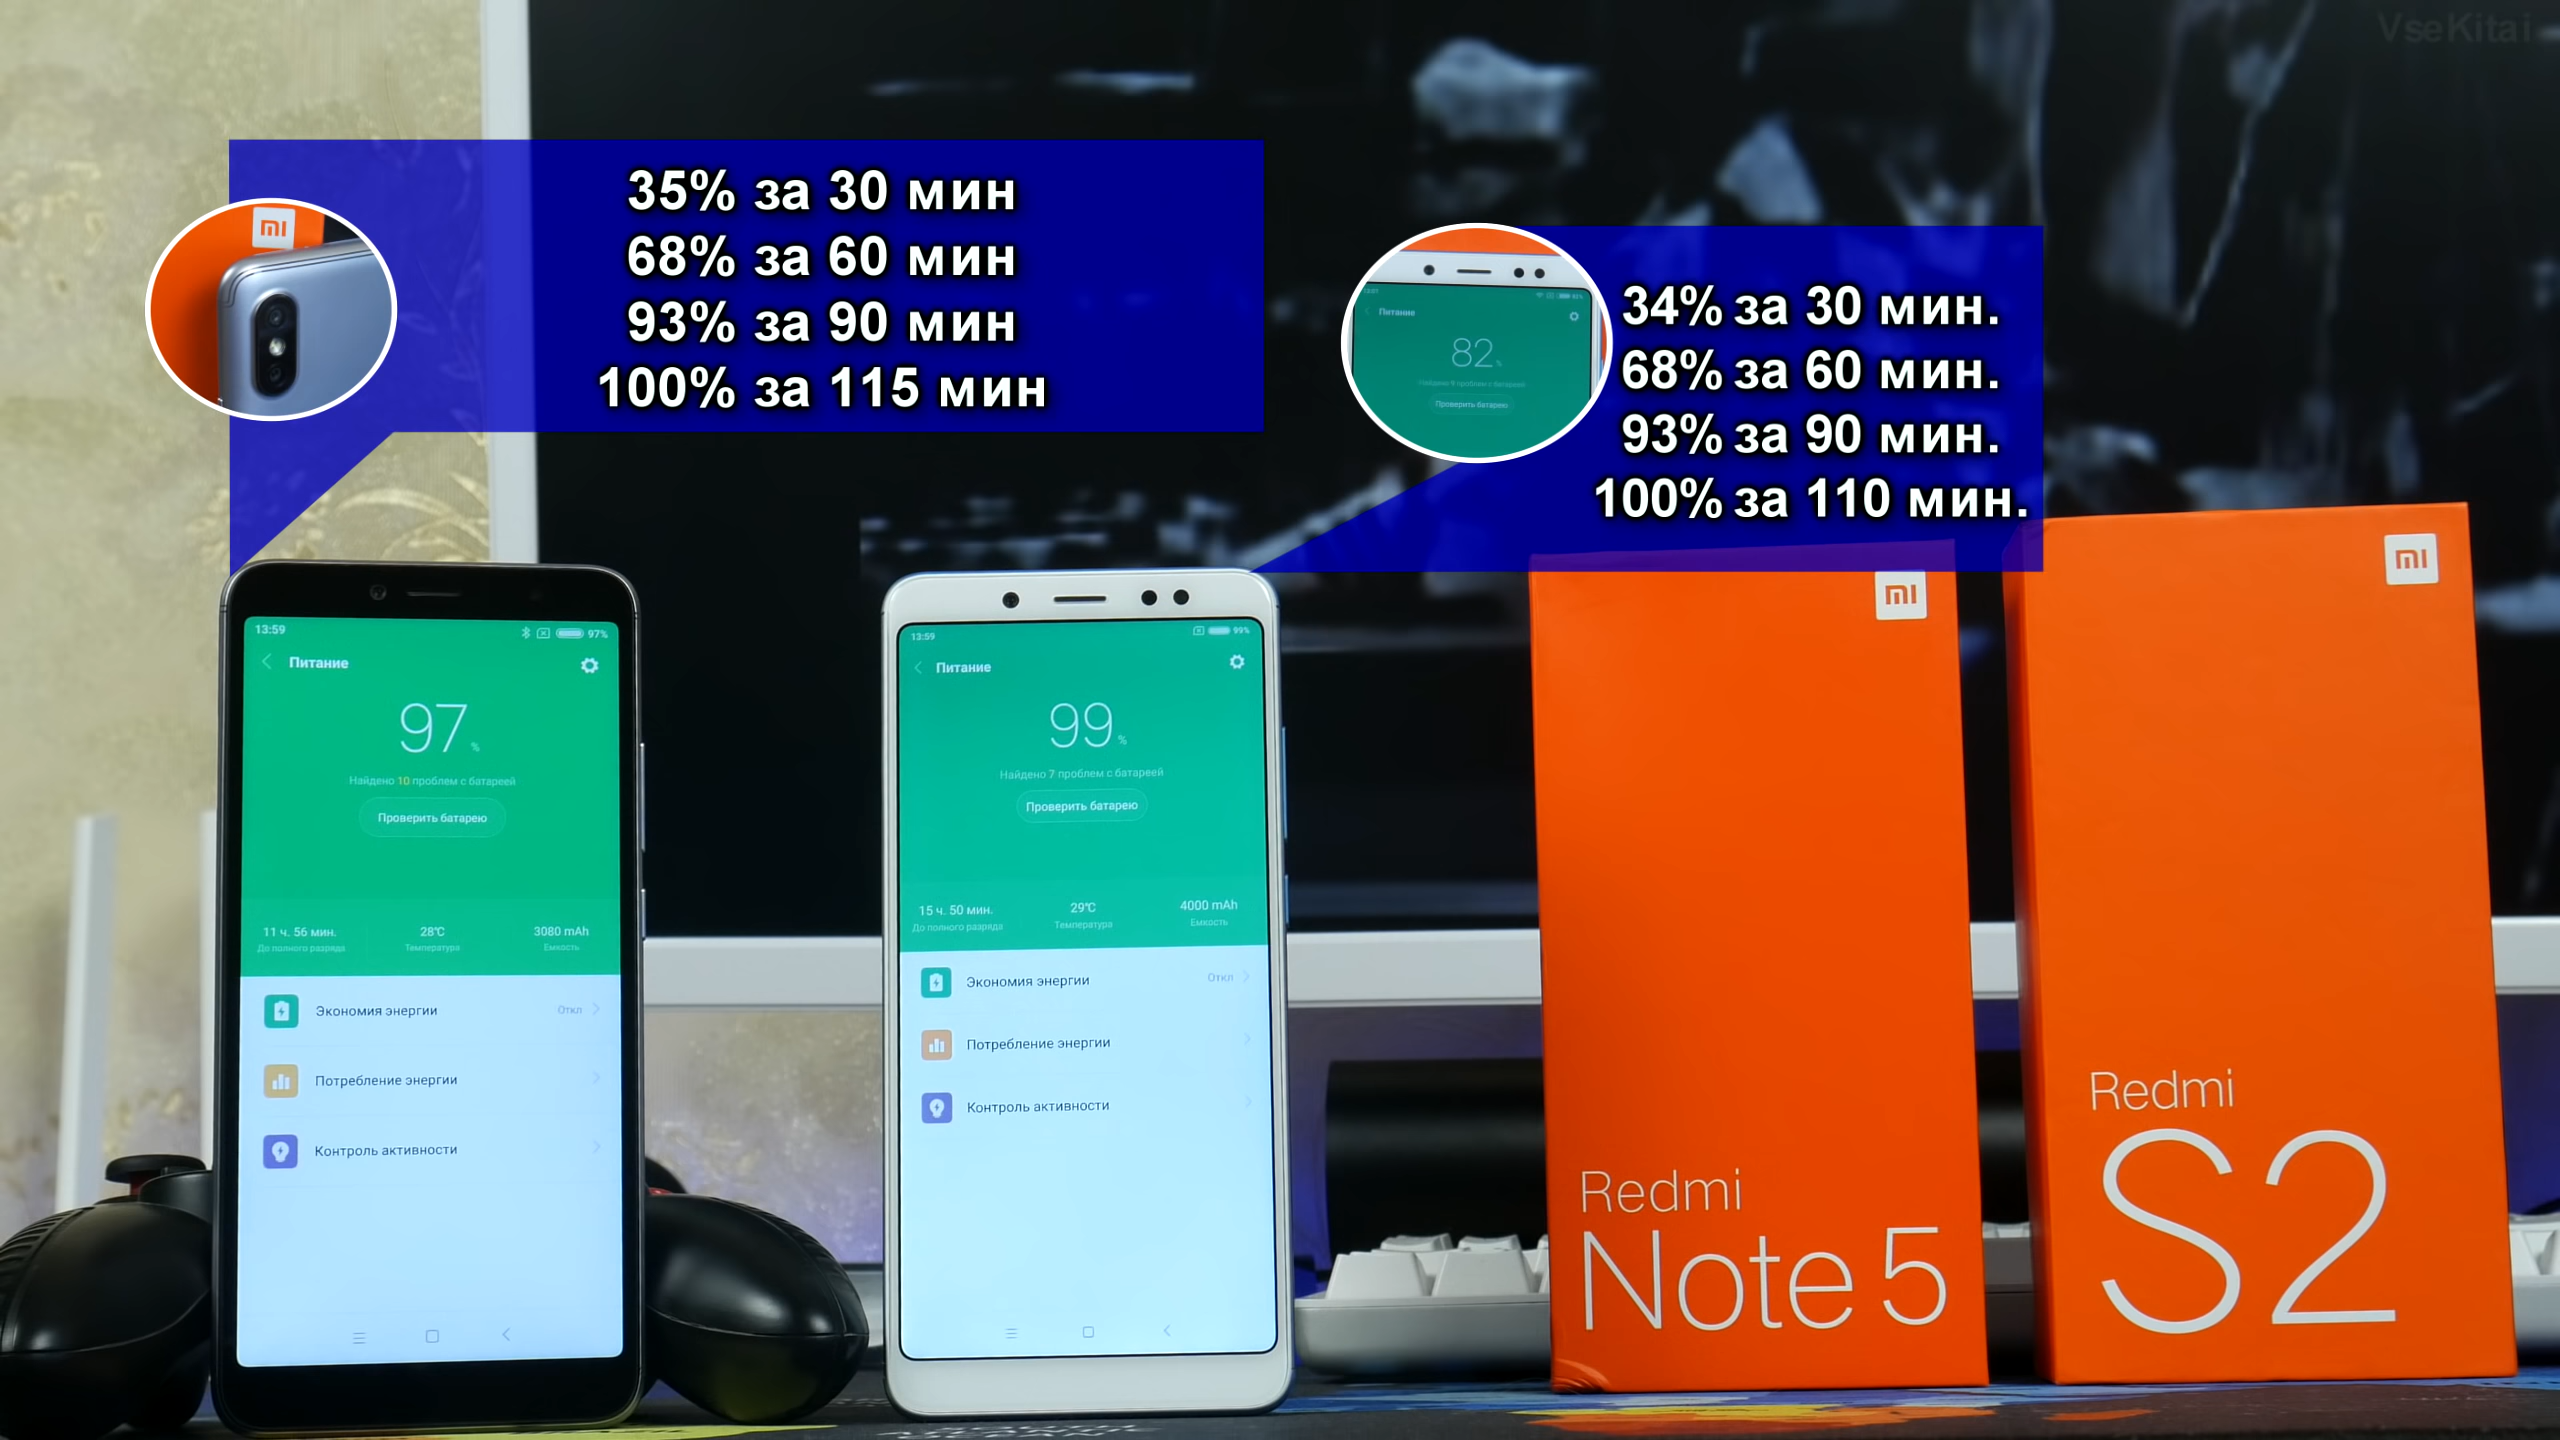 VseKitai
35% за 30 мин
68% за 60 мин
93% за 90 мин
100% за 115 мин
34% за 30 мин.
68% за 60 мин.
93% за 90 мин.
100% за 110 мин.
Питание
82%
Найдено 9 проблем с батареей
Проверить батарею
13:59
97%
Питание
97%
Найдено 10 проблем с батареей
Проверить батарею
11 ч. 56 мин. 28°C 3080 mAh
До полного разряда Температура Емкость
Экономия энергии Откл
Потребление энергии
Контроль активности
13:59
99%
Питание
99%
Найдено 7 проблем с батареей
Проверить батарею
15 ч. 50 мин. 29°C 4000 mAh
До полного разряда Температура Емкость
Экономия энергии Откл
Потребление энергии
Контроль активности
mi
Redmi
Note 5
mi
Redmi
S2